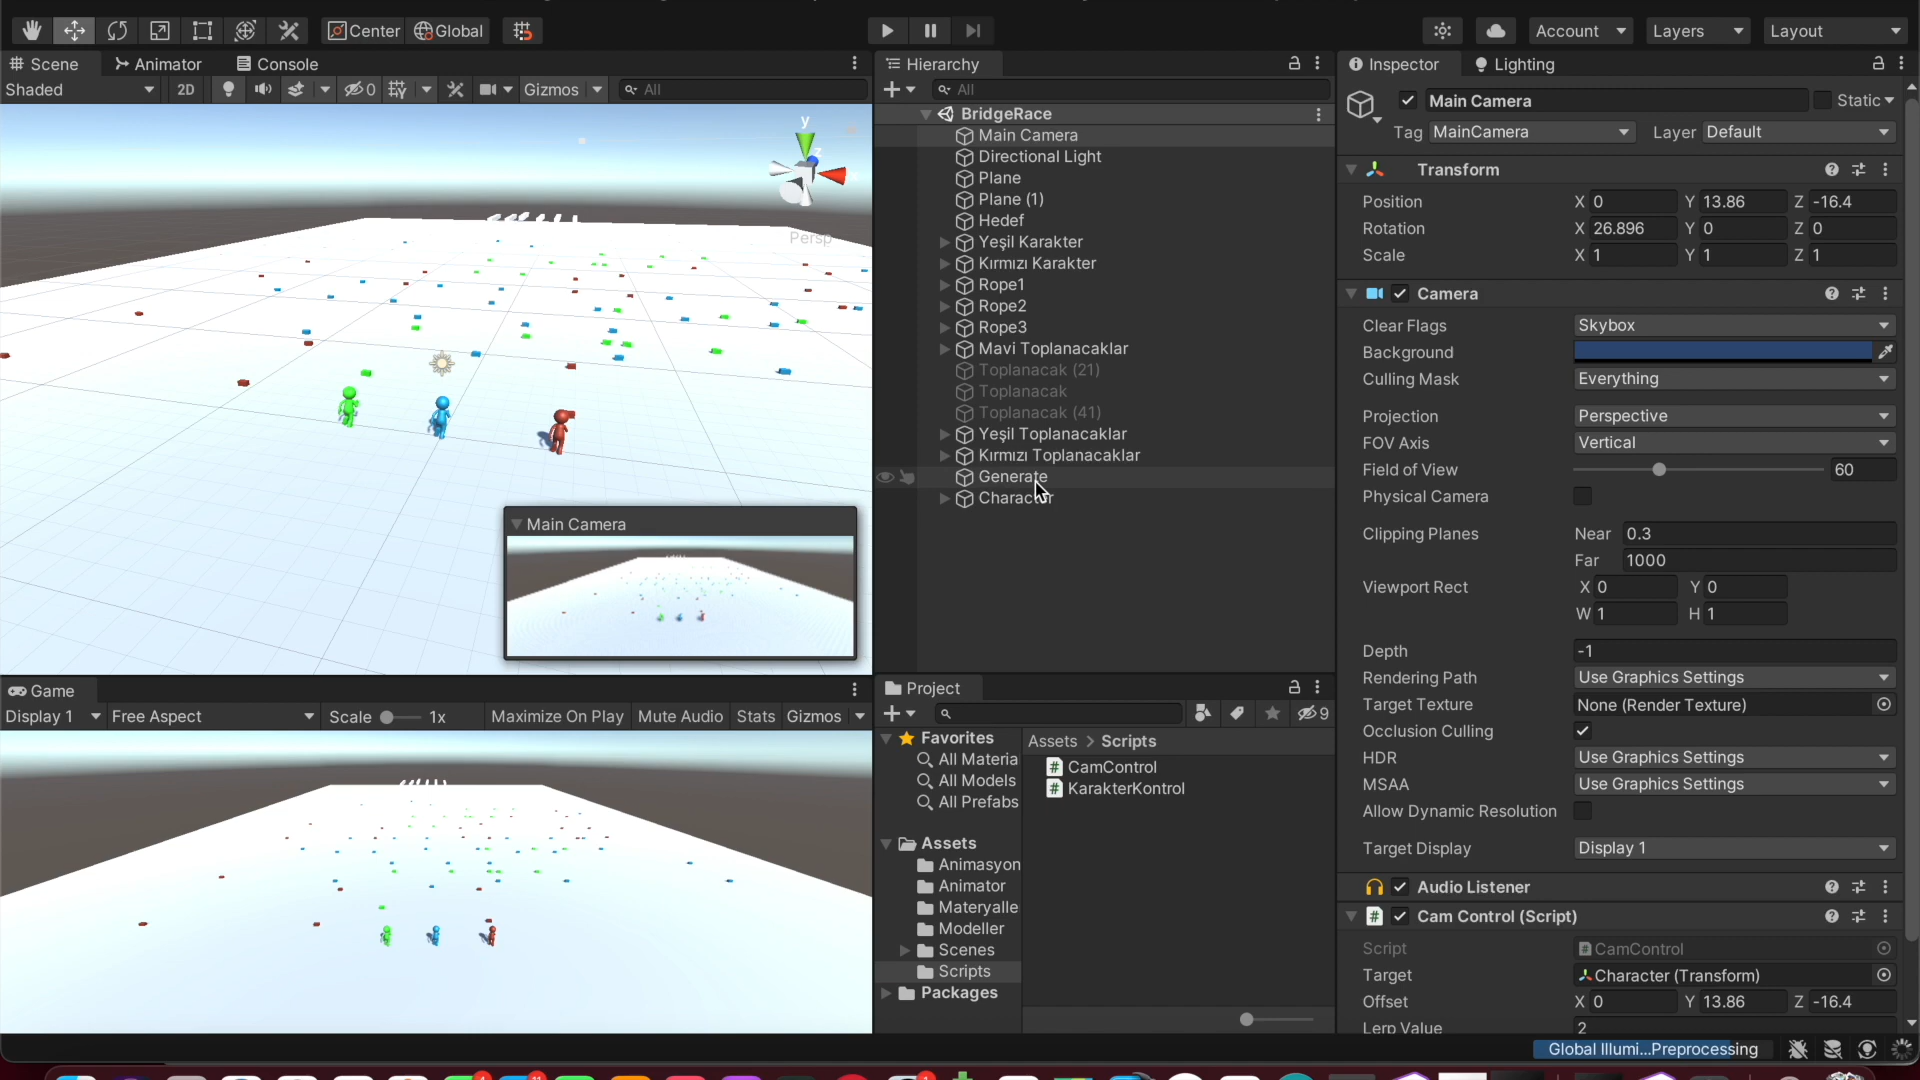 Center
Global
Account
Layers
Layout
Scene
Animator
Console
Shaded
2D
0
Gizmos
All
y
z
Persp
Main Camera
Game
Display 1
Free Aspect
Scale
1x
Maximize On Play
Mute Audio
Stats
Gizmos
Hierarchy
All
BridgeRace
Main Camera
Directional Light
Plane
Plane (1)
Hedef
Yeşil Karakter
Kırmızı Karakter
Rope1
Rope2
Rope3
Mavi Toplanacaklar
Toplanacak (21)
Toplanacak
Toplanacak (41)
Yeşil Toplanacaklar
Kırmızı Toplanacaklar
Generate
Character
Project
9
Favorites
All Materia
All Models
All Prefabs
Assets
Animasyon
Animator
Materyalle
Modeller
Scenes
Scripts
Packages
Assets > Scripts
CamControl
KarakterKontrol
Inspector
Lighting
Main Camera
Static
Tag MainCamera
Layer Default
Transform
Position X 0 Y 13.86 Z -16.4
Rotation X 26.896 Y 0 Z 0
Scale X 1 Y 1 Z 1
Camera
Clear Flags Skybox
Background
Culling Mask Everything
Projection Perspective
FOV Axis Vertical
Field of View 60
Physical Camera
Clipping Planes Near 0.3
Far 1000
Viewport Rect X 0 Y 0
W 1 H 1
Depth -1
Rendering Path Use Graphics Settings
Target Texture None (Render Texture)
Occlusion Culling
HDR Use Graphics Settings
MSAA Use Graphics Settings
Allow Dynamic Resolution
Target Display Display 1
Audio Listener
Cam Control (Script)
Script CamControl
Target Character (Transform)
Offset X 0 Y 13.86 Z -16.4
Lerp Value 2
Global Illumi...Preprocessing